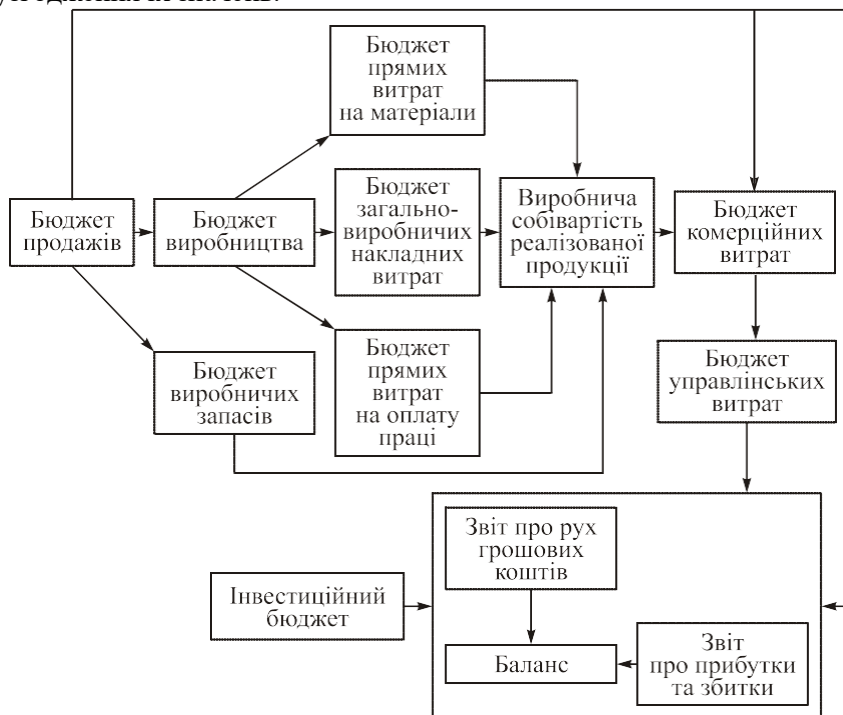 Бюджет
прямих
витрат
на матеріали
Бюджет
продажів
Бюджет
виробництва
Бюджет
загально-
виробничих
накладних
витрат
Виробнича
собівартість
реалізованої
продукції
Бюджет
комерційних
витрат
Бюджет
виробничих
запасів
Бюджет
прямих
витрат
на оплату
праці
Бюджет
управлінських
витрат
Інвестиційний
бюджет
Звіт про рух
грошових
коштів
Баланс
Звіт
про прибутки
та збитки